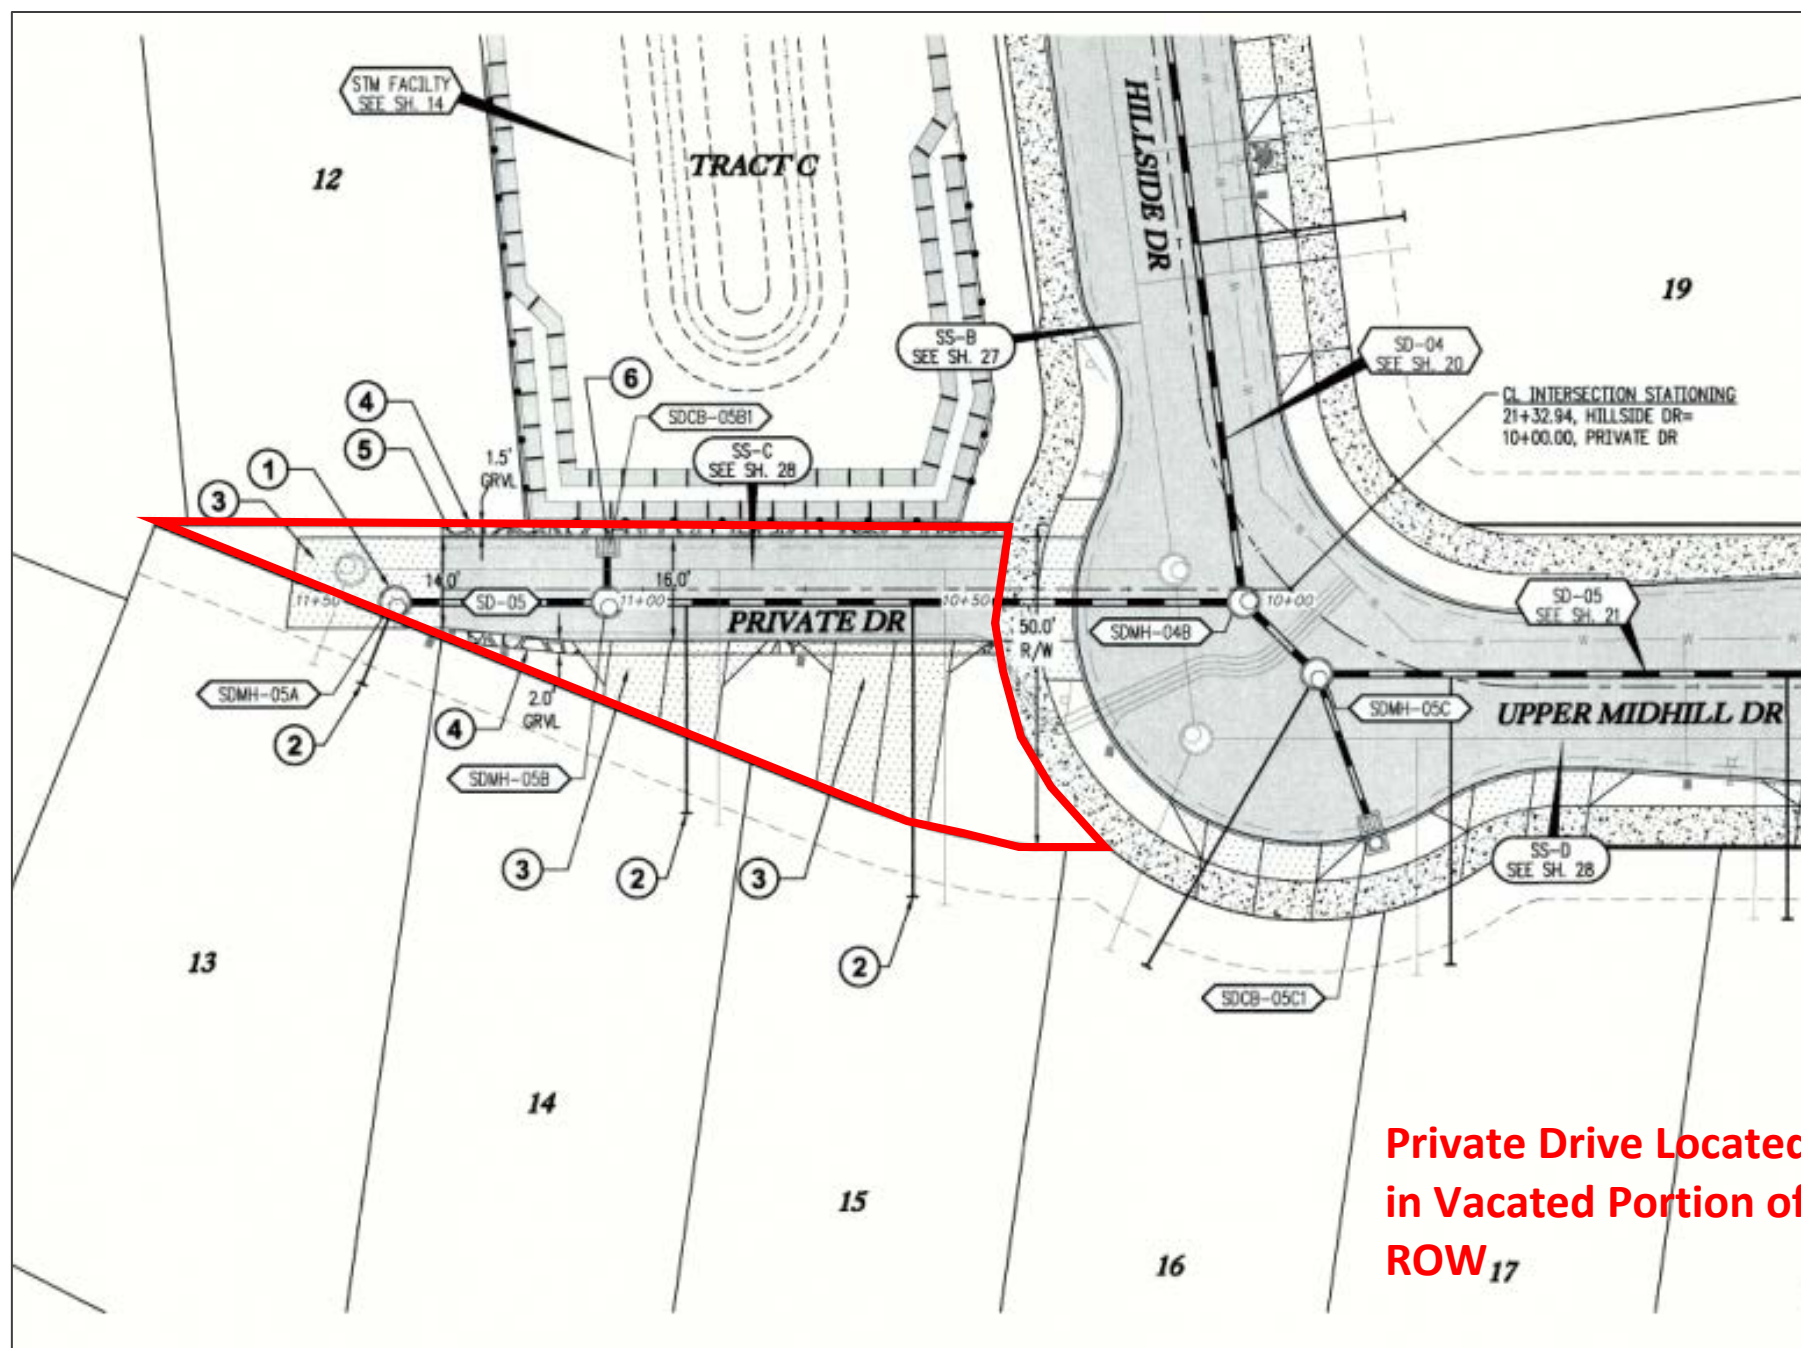 STM FACILTY
SEE SH. 14
TRACT C
12
HILLSIDE DR
19
SS-B
SEE SH. 27
SD-04
SEE SH. 20
CL INTERSECTION STATIONING
21+32.94, HILLSIDE DR=
10+00.00, PRIVATE DR
6
4
SDCB-05B1
5
1.5'
GRVL
SS-C
SEE SH. 28
1
3
14.0'
16.0'
11+50
SD-05
11+00
10+50
10+00
PRIVATE DR
50.0'
R/W
SDMH-04B
SD-05
SEE SH. 21
SDMH-05A
2.0'
GRVL
SDMH-05C
UPPER MIDHILL DR
2
4
SDMH-05B
3
2
3
SS-D
SEE SH. 28
13
2
SDCB-05C1
14
15
16
17
Private Drive Located
in Vacated Portion of
ROW